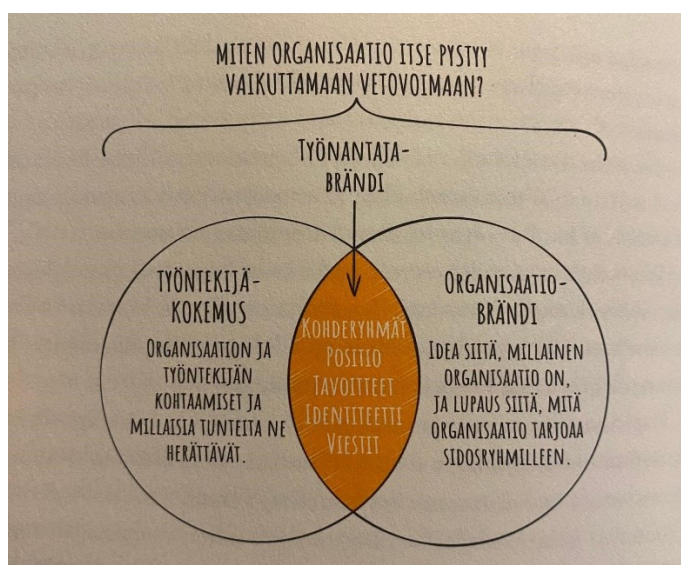 MITEN ORGANISAATIO ITSE PYSTYY
VAIKUTTAMAAN VETOVOIMAAN?
TYÖNANTAJA-
BRÄNDI
TYÖNTEKIJÄ-
KOKEMUS
ORGANISAATION JA
TYÖNTEKIJÄN
KOHTAAMISET JA
MILLAISIA TUNTEITA NE
HERÄTTÄVÄT.
KOHDERYHMÄT
POSITIO
TAVOITTEET
IDENTITEETTI
VIESTIT
ORGANISAATIO-
BRÄNDI
IDEA SIITÄ, MILLAINEN
ORGANISAATIO ON,
JA LUPAUS SIITÄ, MITÄ
ORGANISAATIO TARJOAA
SIDOSRYHMILLEEN.